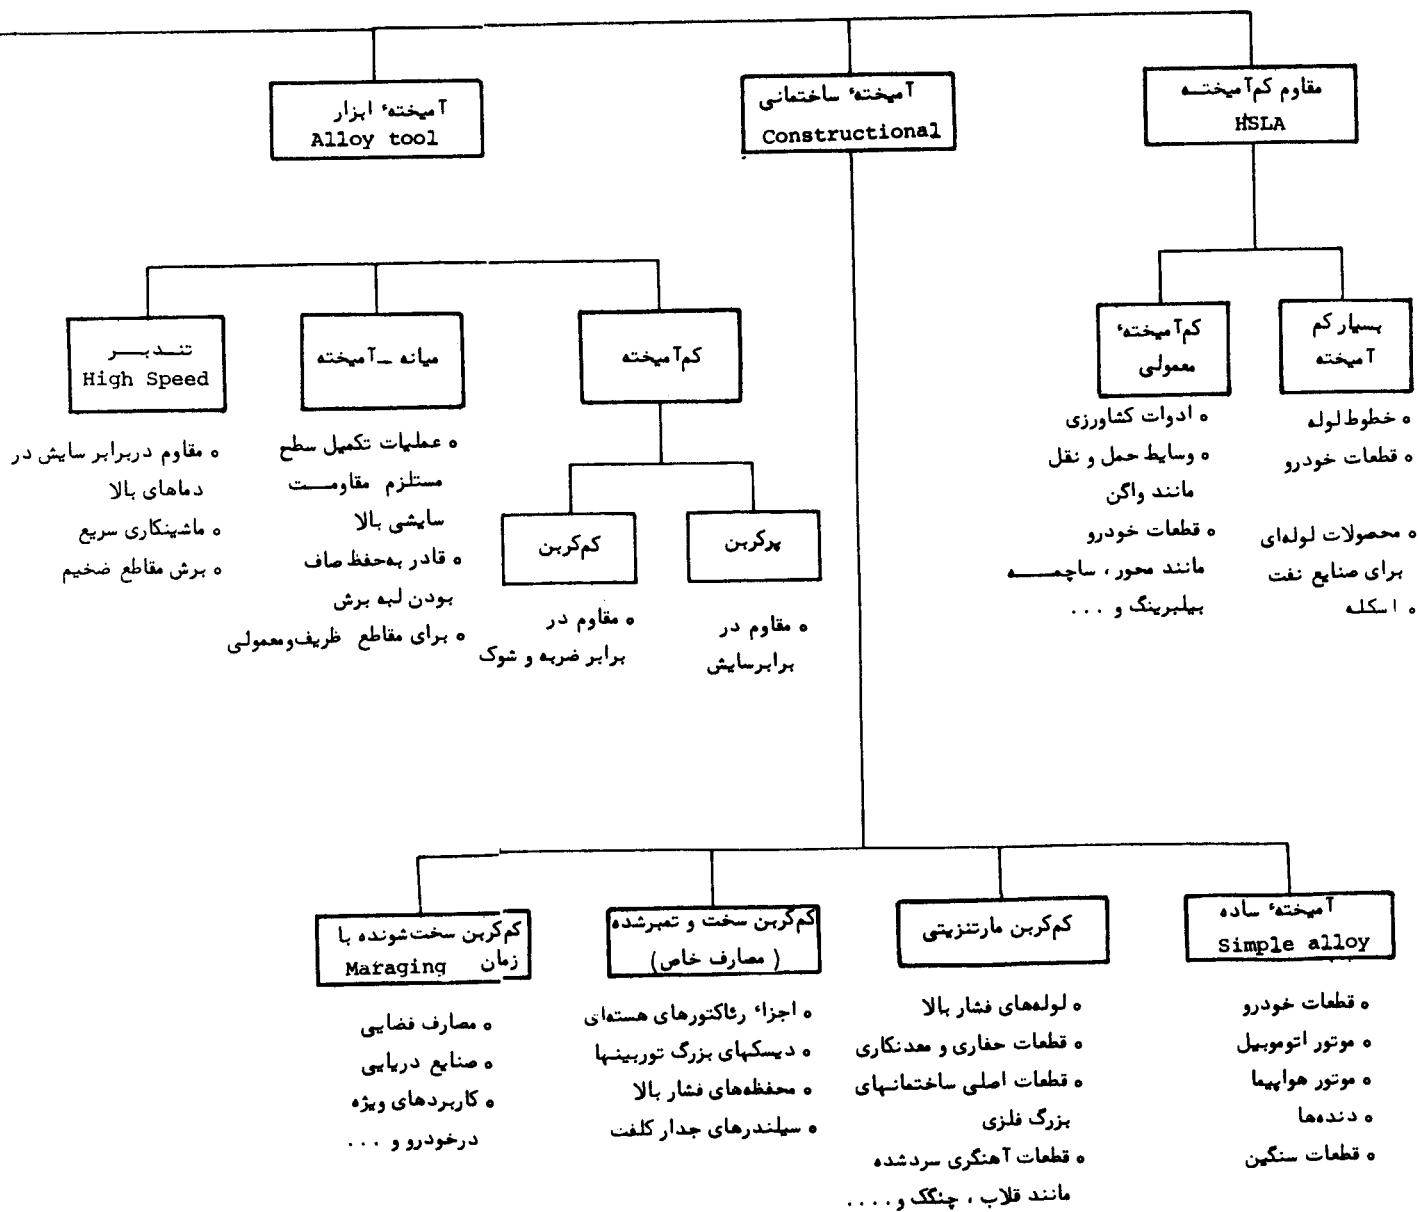 مقاوم کم‌آمیخته
HSLA
آمیختهٔ ساختمانی
Constructional
آمیختهٔ ابزار
Alloy tool
بسیار کم
آمیخته
کم‌آمیختهٔ
معمولی
کم‌آمیخته
میانه ـ آمیخته
تندبر
High Speed
• خطوط لوله
• قطعات خودرو
• محصولات لوله‌ای
برای صنایع نفت
• اسکله
• ادوات کشاورزی
• وسایط حمل و نقل
مانند واگن
• قطعات خودرو
مانند محور ، ساچمه
بیلبرینگ و ...
پرکربن
کم‌کربن
• مقاوم در
برابر سایش
• مقاوم در
برابر ضربه و شوک
• عملیات تکمیل سطح
مستلزم مقاومت
سایشی بالا
• قادر به‌حفظ صاف
بودن لبه برش
• برای مقاطع ظریف‌ومعمولی
• مقاوم دربرابر سایش در
دماهای بالا
• ماشینکاری سریع
• برش مقاطع ضخیم
آمیختهٔ ساده
Simple alloy
کم‌کربن مارتنزیتی
کم‌کربن سخت و تمبرشده
(مصارف خاص)
کم‌کربن سخت‌شونده با
زمان Maraging
• قطعات خودرو
• موتور اتوموبیل
• موتور هواپیما
• دنده‌ها
• قطعات سنگین
• لوله‌های فشار بالا
• قطعات حفاری و معدنکاری
• قطعات اصلی ساختمانهای
بزرگ فلزی
• قطعات آهنگری سردشده
مانند قلاب ، چنگک و ....
• اجزاء رئاکتورهای هسته‌ای
• دیسکهای بزرگ توربینها
• محفظه‌های فشار بالا
• سیلندرهای جدار کلفت
• مصارف فضایی
• صنایع دریایی
• کاربردهای ویژه
درخودرو و ...